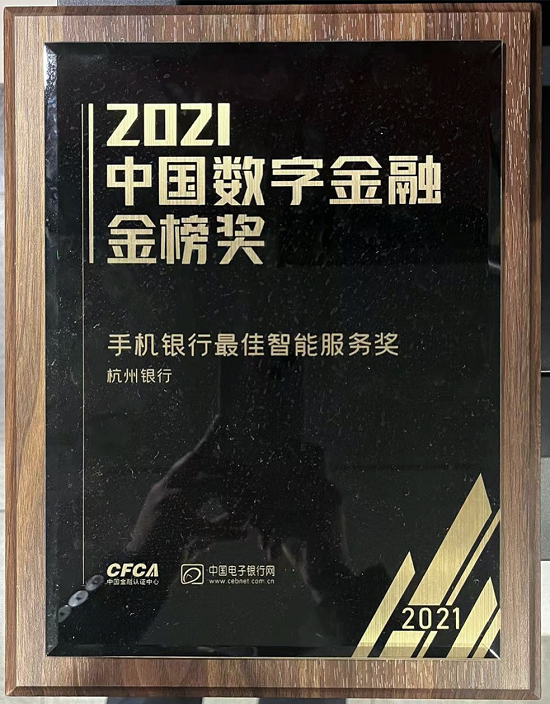 2021
中国数字金融
金榜奖
手机银行最佳智能服务奖
杭州银行
CFCA
中国金融认证中心
中国电子银行网
www.cebnet.com.cn
2021